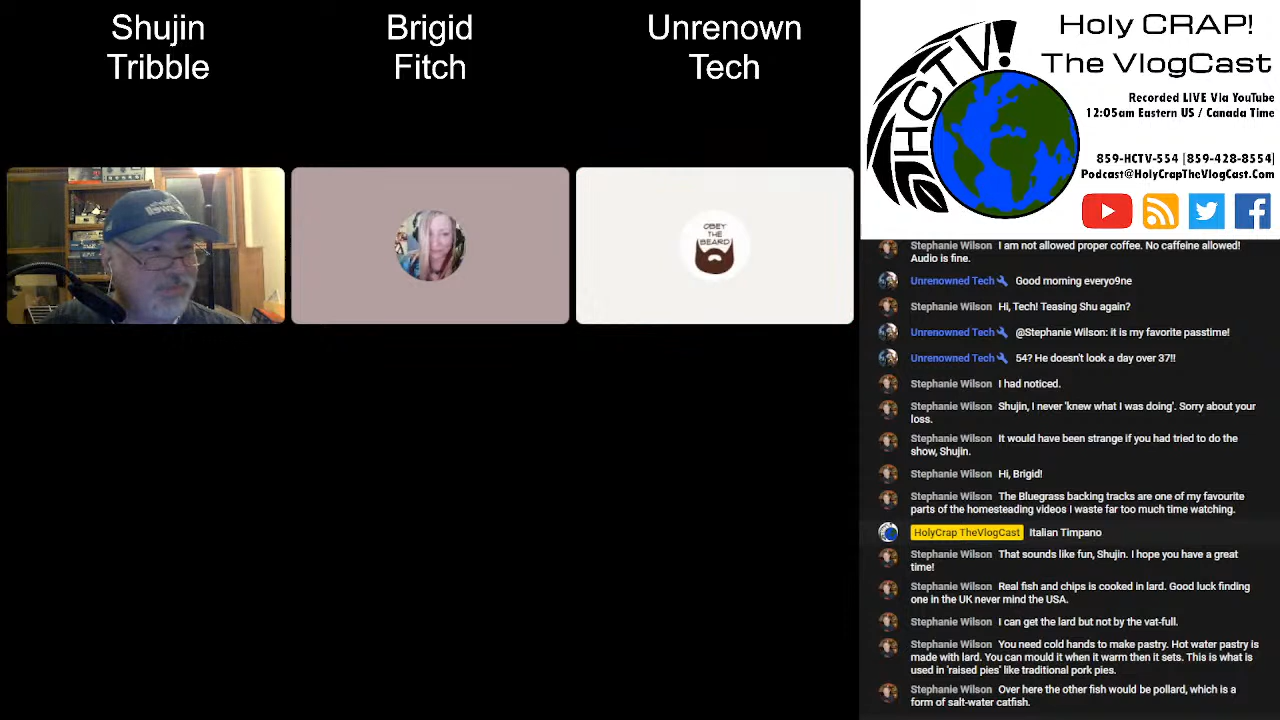 Shujin
Tribble
Brigid
Fitch
Unrenown
Tech
OBEY
THE
BEARD
HCTV!
Holy CRAP!
The VlogCast
Recorded LIVE Via YouTube
12:05am Eastern US / Canada Time
859-HCTV-554 [859-428-8554]
Podcast@HolyCrapTheVlogCast.Com
Stephanie Wilson I am not allowed proper coffee. No caffeine allowed!
Audio is fine.
Unrenowned Tech Good morning everyo9ne
Stephanie Wilson Hi, Tech! Teasing Shu again?
Unrenowned Tech @Stephanie Wilson: it is my favorite passtime!
Unrenowned Tech 54? He doesn't look a day over 37!!
Stephanie Wilson I had noticed.
Stephanie Wilson Shujin, I never 'knew what I was doing'. Sorry about your
loss.
Stephanie Wilson It would have been strange if you had tried to do the
show, Shujin.
Stephanie Wilson Hi, Brigid!
Stephanie Wilson The Bluegrass backing tracks are one of my favourite
parts of the homesteading videos I waste far too much time watching.
HolyCrap TheVlogCast Italian Timpano
Stephanie Wilson That sounds like fun, Shujin. I hope you have a great
time!
Stephanie Wilson Real fish and chips is cooked in lard. Good luck finding
one in the UK never mind the USA.
Stephanie Wilson I can get the lard but not by the vat-full.
Stephanie Wilson You need cold hands to make pastry. Hot water pastry is
made with lard. You can mould it when it warm then it sets. This is what is
used in 'raised pies' like traditional pork pies.
Stephanie Wilson Over here the other fish would be pollard, which is a
form of salt-water catfish.